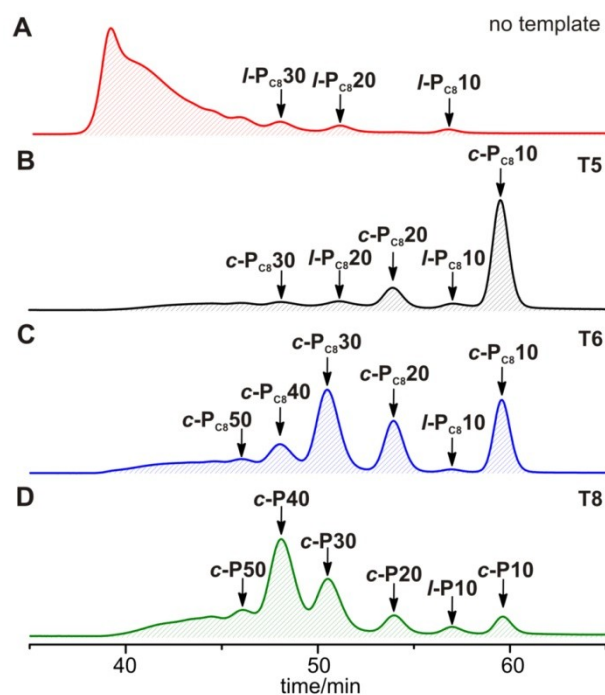 A no template
l-PC830 l-PC820 l-PC810
B T5
c-PC810
c-PC830 l-PC820 c-PC820 l-PC810
C T6
c-PC830 c-PC810
c-PC820
c-PC840
c-PC850 l-PC810
D T8
c-P40
c-P30
c-P50 c-P20 l-P10 c-P10
40 50 60
time/min